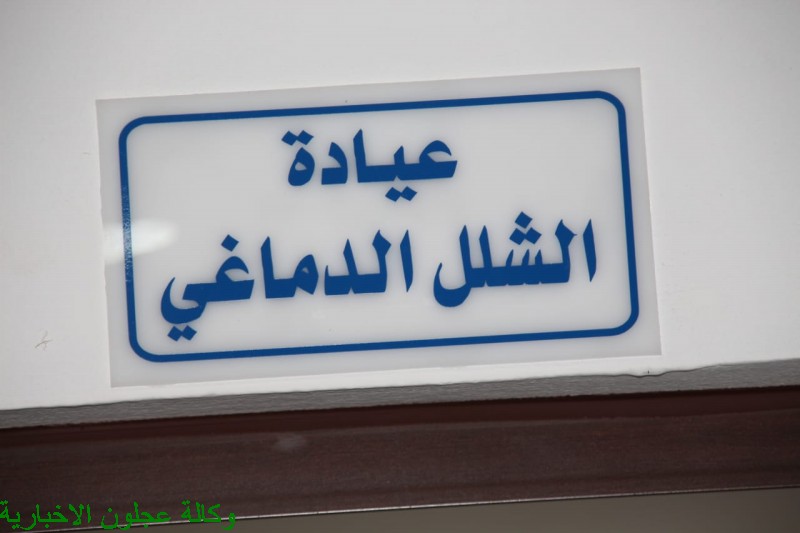 عيادة
الشلل الدماغي
وكالة عجلون الاخبارية